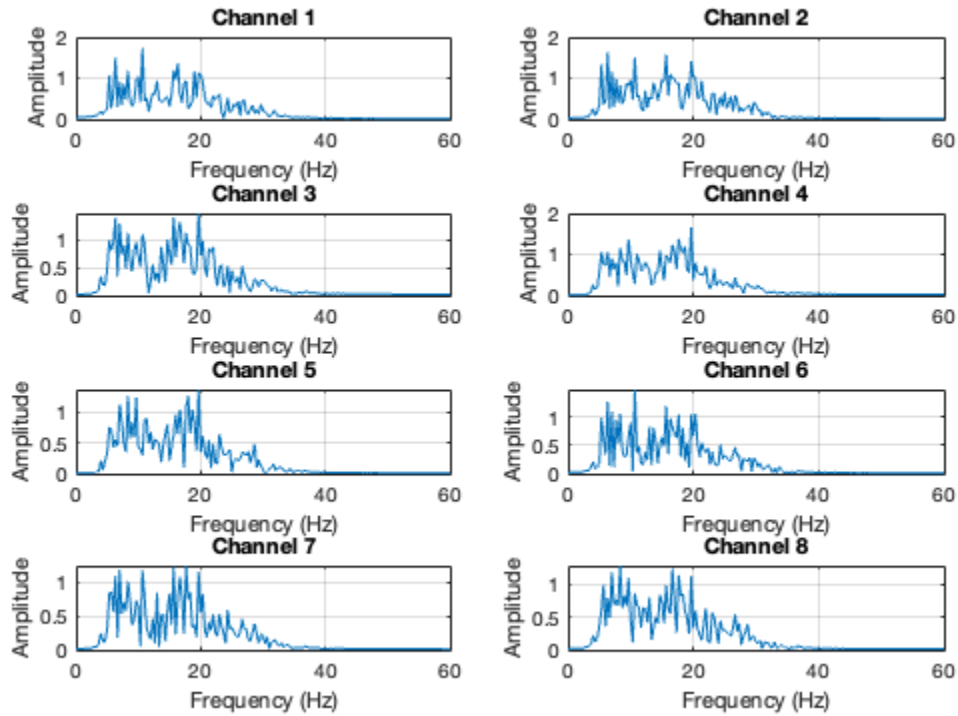 Channel 1
Amplitude
2
1
0
0 20 40 60
Frequency (Hz)
Channel 2
Amplitude
2
1
0
0 20 40 60
Frequency (Hz)
Channel 3
Amplitude
1
0.5
0
0 20 40 60
Frequency (Hz)
Channel 4
Amplitude
2
1
0
0 20 40 60
Frequency (Hz)
Channel 5
Amplitude
1
0.5
0
0 20 40 60
Frequency (Hz)
Channel 6
Amplitude
1
0.5
0
0 20 40 60
Frequency (Hz)
Channel 7
Amplitude
1
0.5
0
0 20 40 60
Frequency (Hz)
Channel 8
Amplitude
1
0.5
0
0 20 40 60
Frequency (Hz)